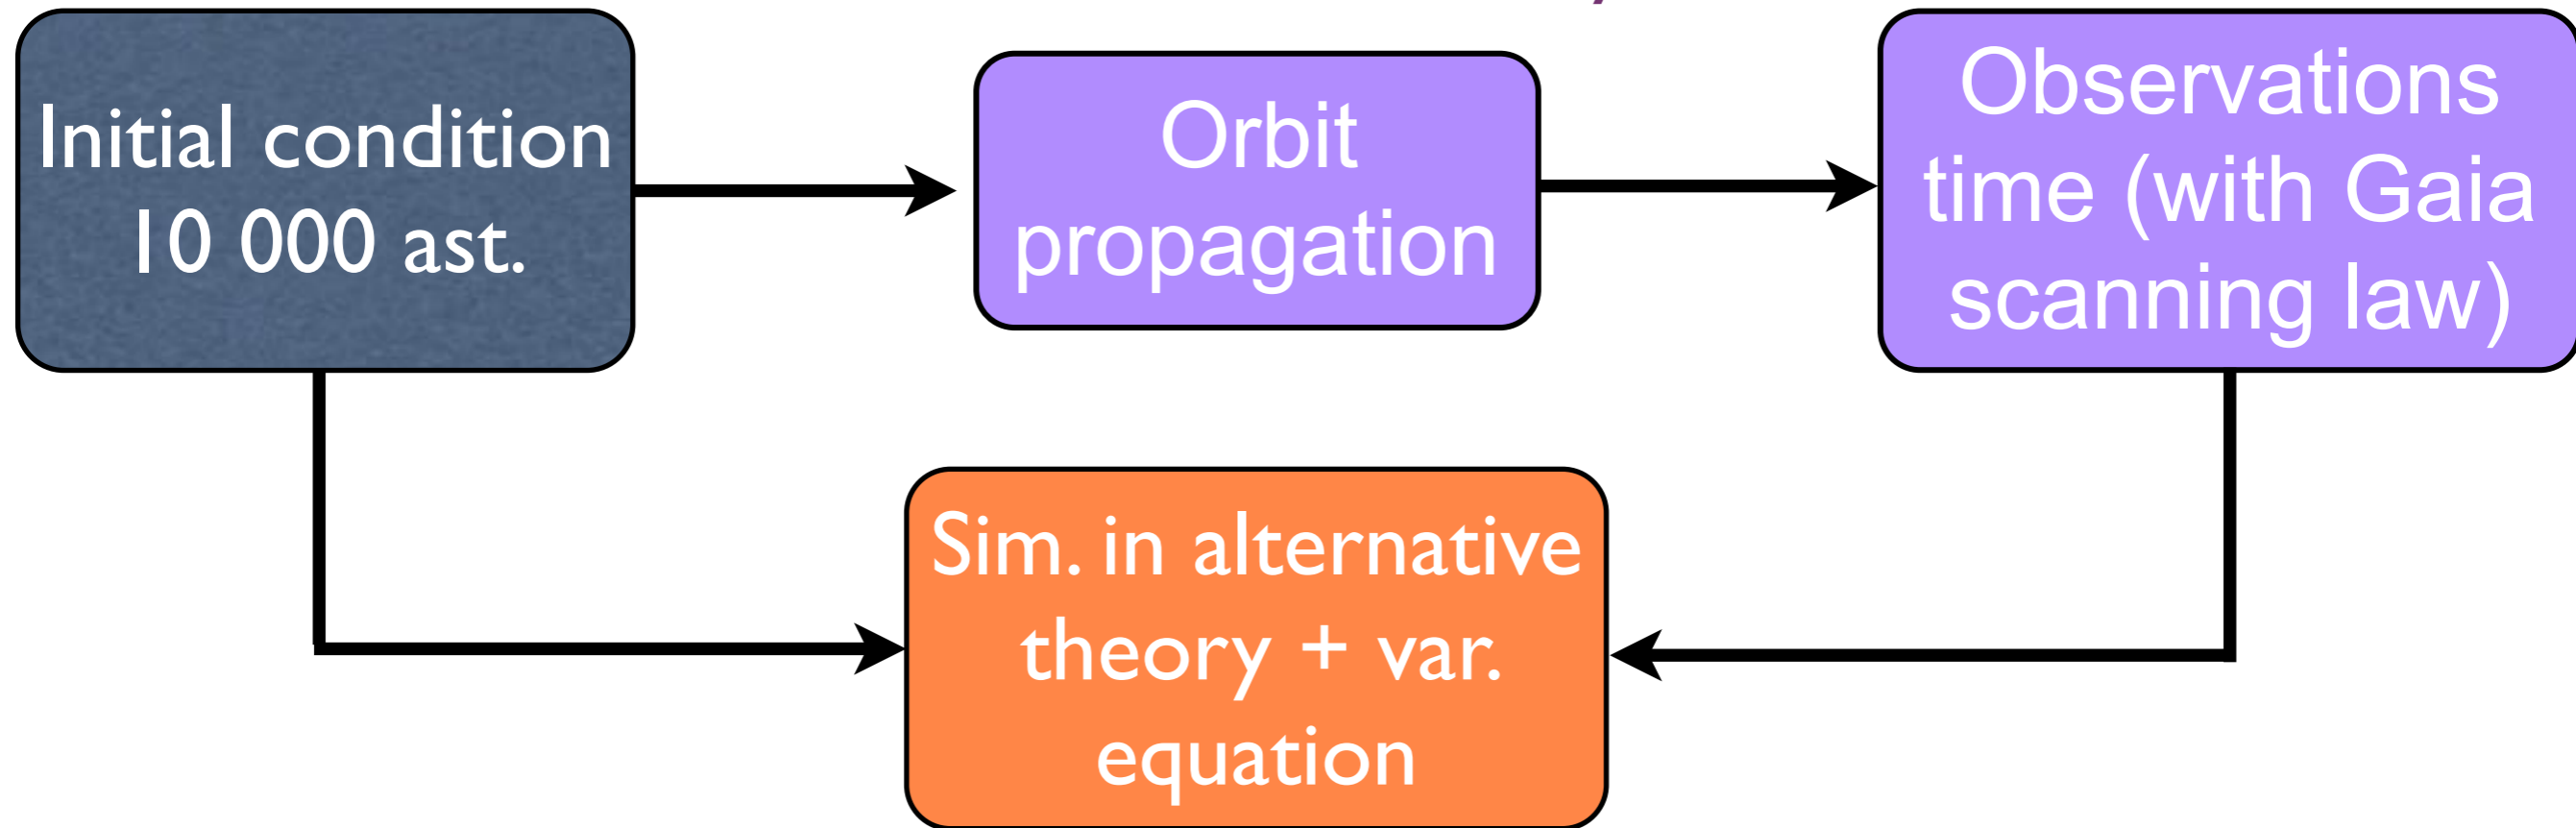 Initial condition
10 000 ast.
Orbit
propagation
Observations
time (with Gaia
scanning law)
Sim. in alternative
theory + var.
equation